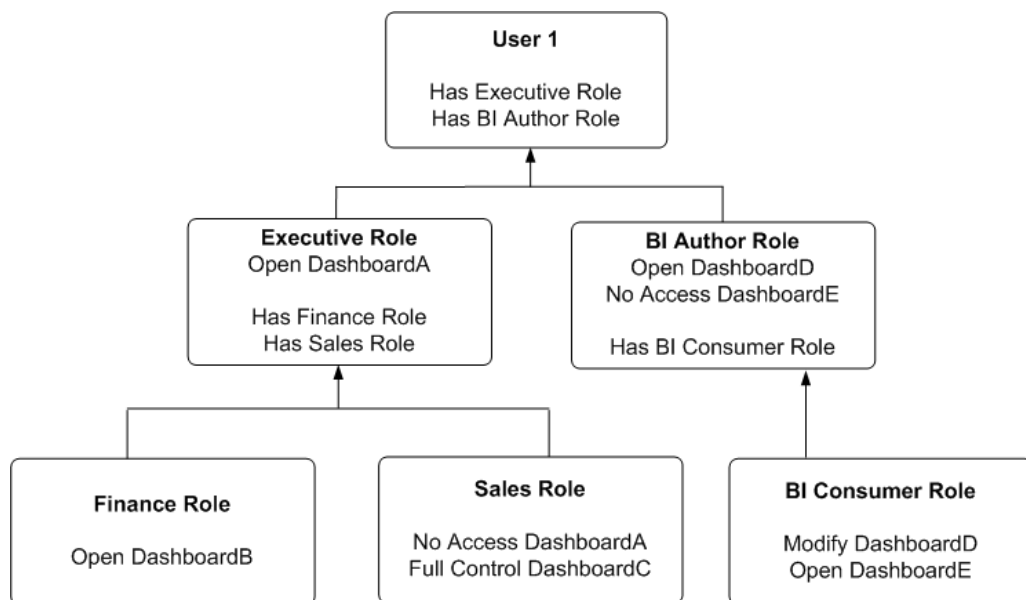 User 1
Has Executive Role
Has BI Author Role
Executive Role
Open DashboardA
Has Finance Role
Has Sales Role
BI Author Role
Open DashboardD
No Access DashboardE
Has BI Consumer Role
Finance Role
Open DashboardB
Sales Role
No Access DashboardA
Full Control DashboardC
BI Consumer Role
Modify DashboardD
Open DashboardE